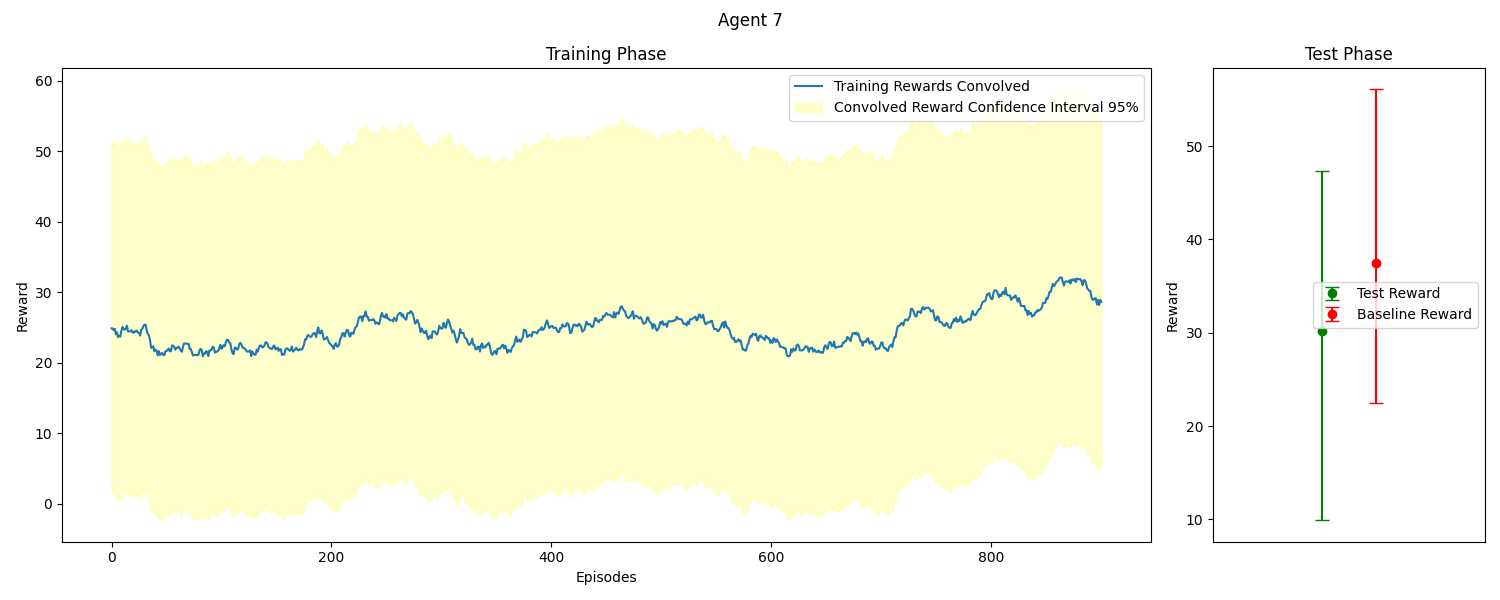 Agent 7
Training Phase
Reward
60
50
40
30
20
10
0
0 200 400 600 800
Episodes
Training Rewards Convolved
Convolved Reward Confidence Interval 95%
Test Phase
Reward
50
40
30
20
10
Test Reward
Baseline Reward